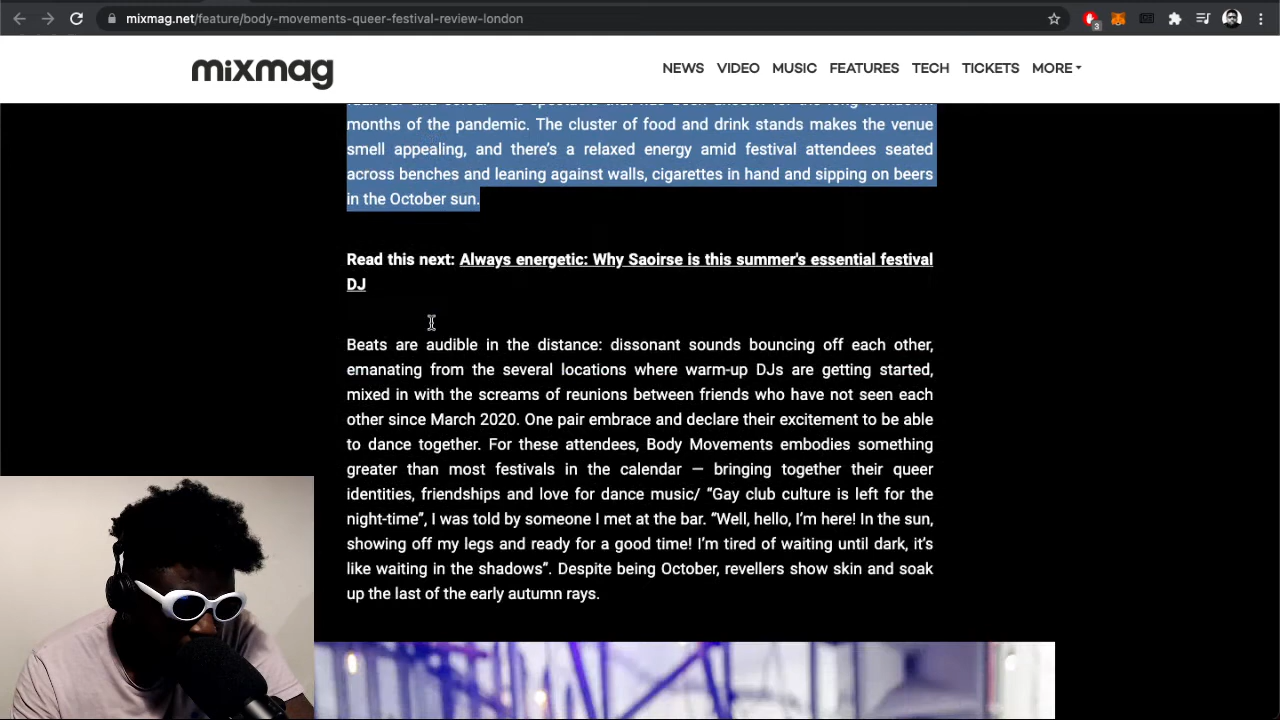 mixmag.net/feature/body-movements-queer-festival-review-london
3
mixmag
NEWS VIDEO MUSIC FEATURES TECH TICKETS MORE
months of the pandemic. The cluster of food and drink stands makes the venue
smell appealing, and there’s a relaxed energy amid festival attendees seated
across benches and leaning against walls, cigarettes in hand and sipping on beers
in the October sun.
Read this next: Always energetic: Why Saoirse is this summer's essential festival
DJ
Beats are audible in the distance: dissonant sounds bouncing off each other,
emanating from the several locations where warm-up DJs are getting started,
mixed in with the screams of reunions between friends who have not seen each
other since March 2020. One pair embrace and declare their excitement to be able
to dance together. For these attendees, Body Movements embodies something
greater than most festivals in the calendar — bringing together their queer
identities, friendships and love for dance music/ “Gay club culture is left for the
night-time”, I was told by someone I met at the bar. “Well, hello, I’m here! In the sun,
showing off my legs and ready for a good time! I’m tired of waiting until dark, it’s
like waiting in the shadows”. Despite being October, revellers show skin and soak
up the last of the early autumn rays.